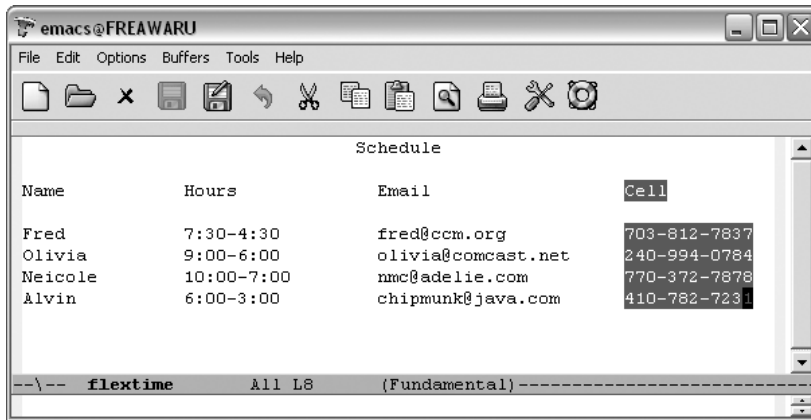 emacs@FREAWARU
File Edit Options Buffers Tools Help
Schedule
Name Hours Email Cell
Fred 7:30-4:30 fred@ccm.org 703-812-7837
Olivia 9:00-6:00 olivia@comcast.net 240-994-0784
Neicole 10:00-7:00 nmc@adelie.com 770-372-7878
Alvin 6:00-3:00 chipmunk@java.com 410-782-7231
--\-- flextime All L8 (Fundamental)--------------------------